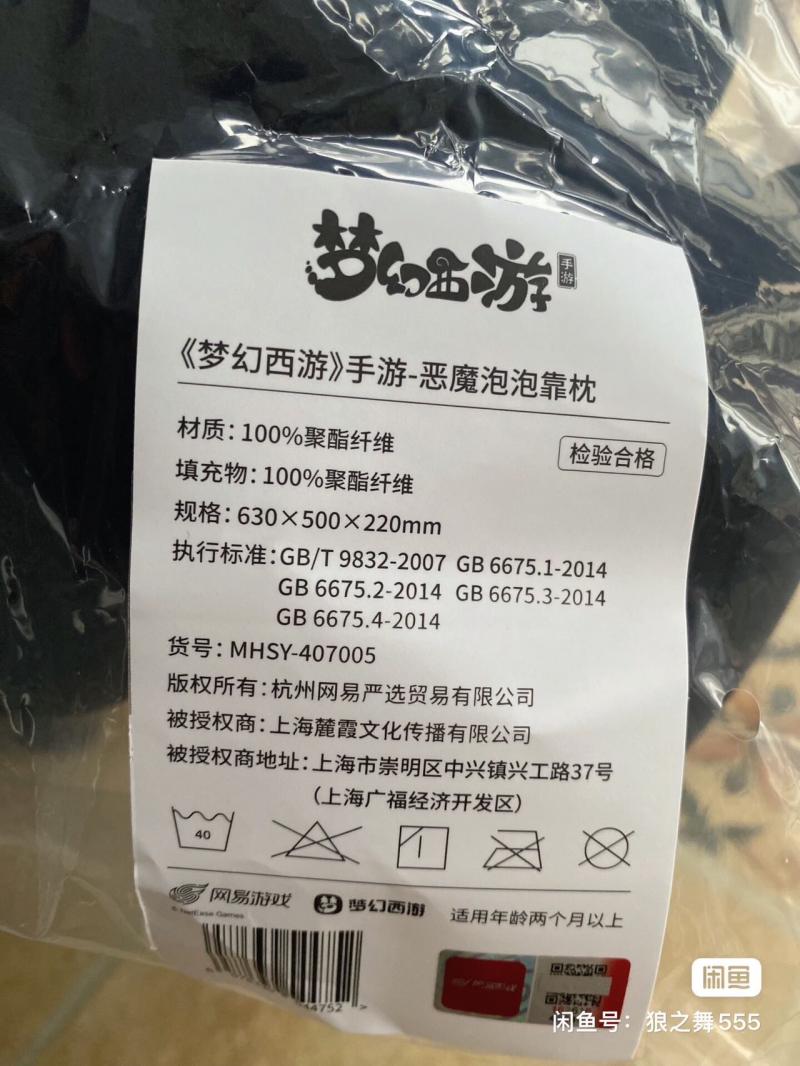 梦幻西游 手游
《梦幻西游》手游-恶魔泡泡靠枕
材质：100%聚酯纤维
检验合格
填充物：100%聚酯纤维
规格：630×500×220mm
执行标准：GB/T 9832-2007 GB 6675.1-2014
GB 6675.2-2014 GB 6675.3-2014
GB 6675.4-2014
货号：MHSY-407005
版权所有：杭州网易严选贸易有限公司
被授权商：上海麓霞文化传播有限公司
被授权商地址：上海市崇明区中兴镇兴工路37号
（上海广福经济开发区）
40
网易游戏 梦幻西游 适用年龄两个月以上
© NetEase Games
44752 >
闲鱼
闲鱼号：狼之舞555